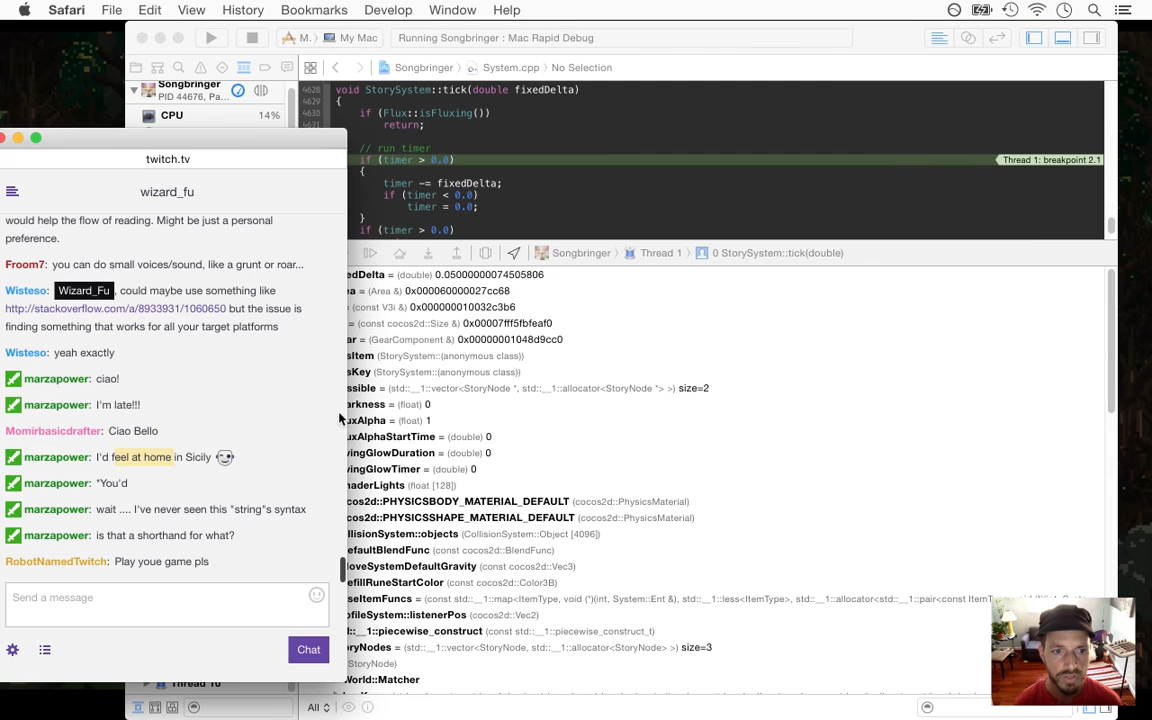 Safari File Edit View History Bookmarks Develop Window Help
M. My Mac Running Songbringer : Mac Rapid Debug
Songbringer System.cpp No Selection
Songbringer
PID 44676, Pa...
CPU 14%
4628 void StorySystem::tick(double fixedDelta)
4629 {
4630 if (Flux::isFluxing())
4631 return;
// run timer
if (timer > 0.0) Thread 1: breakpoint 2.1
{
timer -= fixedDelta;
if (timer < 0.0)
timer = 0.0;
}
if (timer > 0.0)
Songbringer Thread 1 0 StorySystem::tick(double)
twitch.tv
wizard_fu
would help the flow of reading. Might be just a personal
preference.
Froom7: you can do small voices/sound, like a grunt or roar...
Wisteso: Wizard_Fu, could maybe use something like
http://stackoverflow.com/a/8933931/1060650 but the issue is
finding something that works for all your target platforms
Wisteso: yeah exactly
marzapower: ciao!
marzapower: I'm late!!!
Momirbasicdrafter: Ciao Bello
marzapower: I'd feel at home in Sicily
marzapower: *You'd
marzapower: wait .... I've never seen this "string"s syntax
marzapower: is that a shorthand for what?
RobotNamedTwitch: Play youe game pls
Send a message
Chat
Thread 10
edDelta = (double) 0.05000000074505806
ea = (Area &) 0x000060000027cc68
= (const V3i &) 0x000000010032c3b6
= (const cocos2d::Size &) 0x00007fff5fbfeaf0
ar = (GearComponent &) 0x00000001048d9cc0
sItem (StorySystem::(anonymous class))
sKey (StorySystem::(anonymous class))
ssible = (std::__1::vector<StoryNode *, std::__1::allocator<StoryNode *> >) size=2
arkness = (float) 0
uxAlpha = (float) 1
uxAlphaStartTime = (double) 0
vingGlowDuration = (double) 0
vingGlowTimer = (double) 0
haderLights (float [128])
cos2d::PHYSICSBODY_MATERIAL_DEFAULT (cocos2d::PhysicsMaterial)
cos2d::PHYSICSSHAPE_MATERIAL_DEFAULT (cocos2d::PhysicsMaterial)
ollisionSystem::objects (CollisionSystem::Object [4096])
efaultBlendFunc (const cocos2d::BlendFunc)
loveSystemDefaultGravity (const cocos2d::Vec3)
efillRuneStartColor (const cocos2d::Color3B)
seItemFuncs = (const std::__1::map<ItemType, void (*)(int, System::Ent &), std::__1::less<ItemType>, std::__1::allocator<std::__1::pair<const ItemT
ofileSystem::listenerPos (cocos2d::Vec2)
d::__1::piecewise_construct (const std::__1::piecewise_construct_t)
oryNodes = (std::__1::vector<StoryNode, std::__1::allocator<StoryNode> >) size=3
StoryNode)
World::Matcher
All